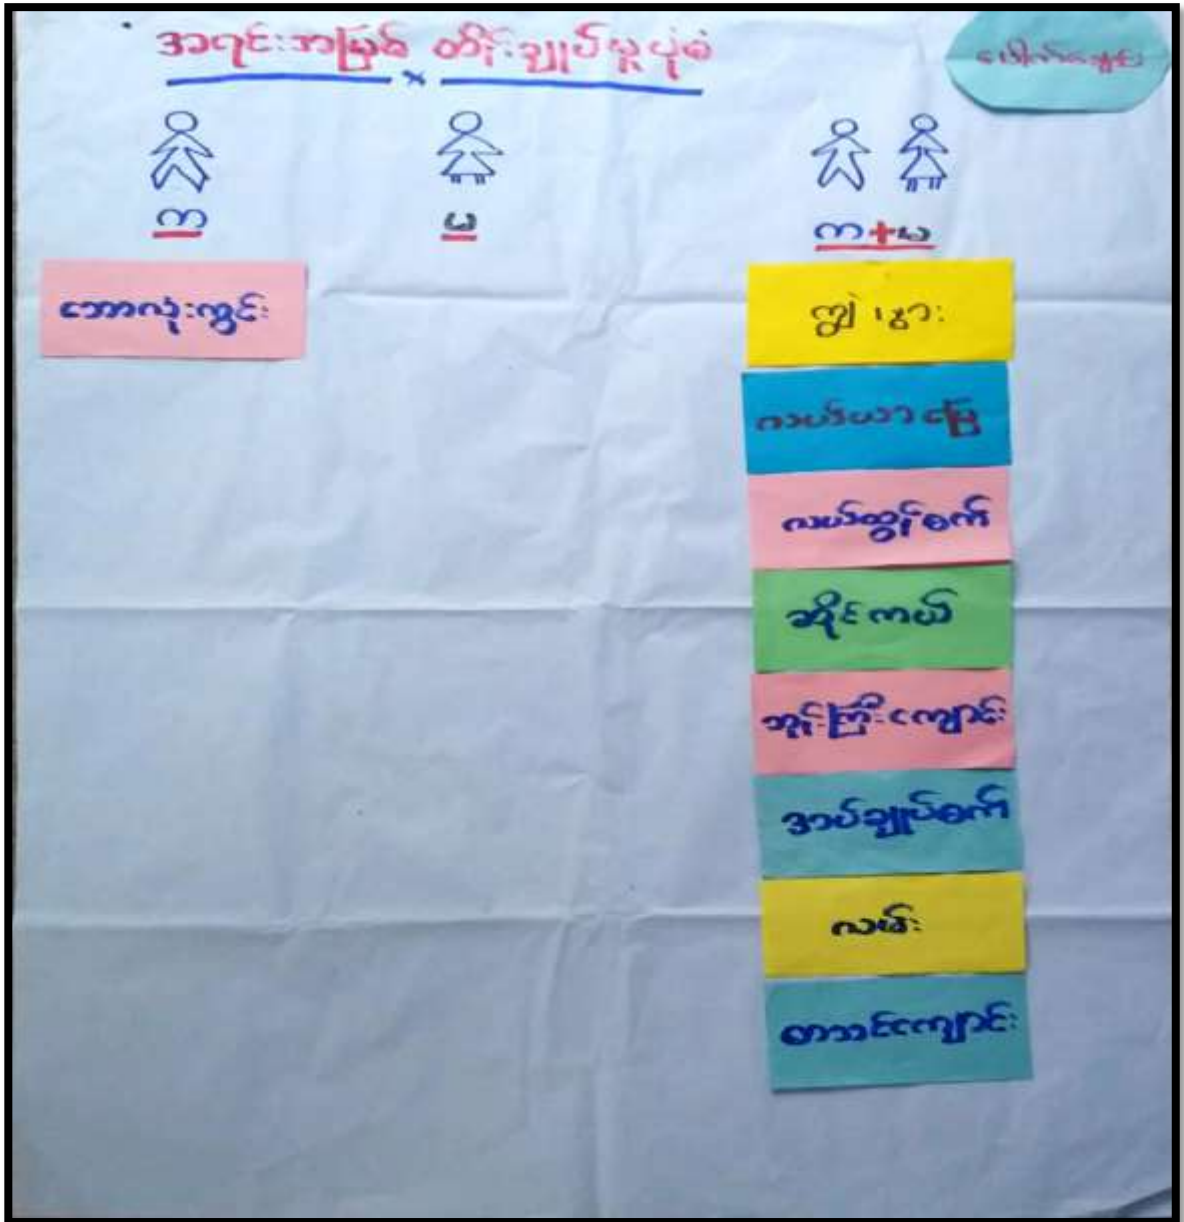 အရင်းအမြစ် ထိန်းချုပ်မှုပုံစံ
က
မ
က+မ
ဘောလုံးကွင်း
ကျွဲ၊နွား
လယ်ယာမြေ
လယ်ထွန်စက်
ဆိုင်ကယ်
ဘုန်းကြီးကျောင်း
အပ်ချုပ်စက်
လမ်း
စာသင်ကျောင်း